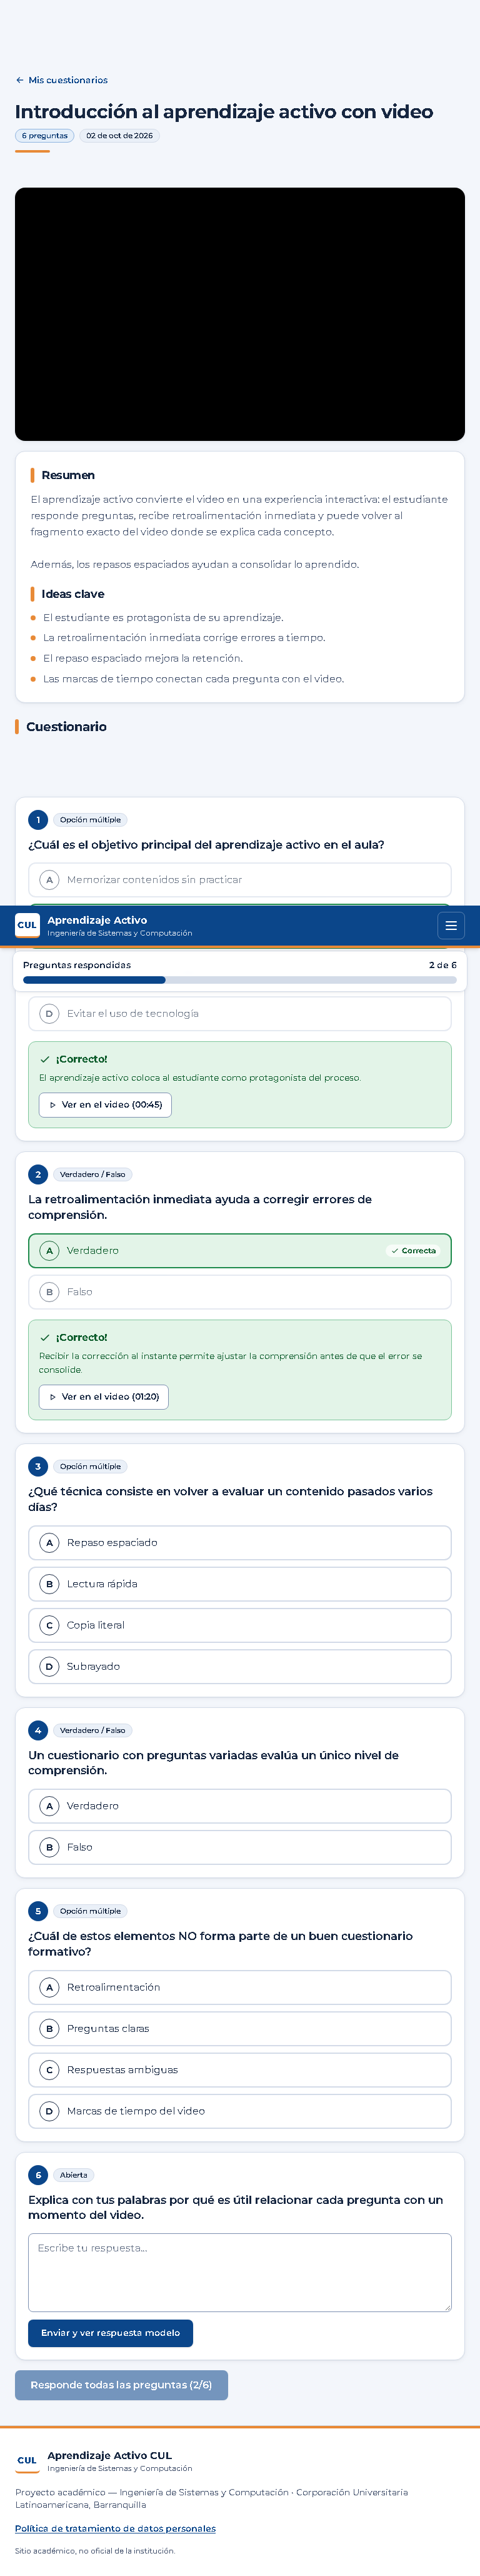 ← Mis cuestionarios
Introducción al aprendizaje activo con video
6 preguntas
02 de oct de 2026
Resumen
El aprendizaje activo convierte el video en una experiencia interactiva: el estudiante
responde preguntas, recibe retroalimentación inmediata y puede volver al
fragmento exacto del video donde se explica cada concepto.
Además, los repasos espaciados ayudan a consolidar lo aprendido.
Ideas clave
El estudiante es protagonista de su aprendizaje.
La retroalimentación inmediata corrige errores a tiempo.
El repaso espaciado mejora la retención.
Las marcas de tiempo conectan cada pregunta con el video.
Cuestionario
1 Opción múltiple
¿Cuál es el objetivo principal del aprendizaje activo en el aula?
A Memorizar contenidos sin practicar
CUL Aprendizaje Activo
Ingeniería de Sistemas y Computación
Preguntas respondidas 2 de 6
D Evitar el uso de tecnología
¡Correcto!
El aprendizaje activo coloca al estudiante como protagonista del proceso.
Ver en el video (00:45)
2 Verdadero / Falso
La retroalimentación inmediata ayuda a corregir errores de
comprensión.
A Verdadero Correcta
B Falso
¡Correcto!
Recibir la corrección al instante permite ajustar la comprensión antes de que el error se
consolide.
Ver en el video (01:20)
3 Opción múltiple
¿Qué técnica consiste en volver a evaluar un contenido pasados varios
días?
A Repaso espaciado
B Lectura rápida
C Copia literal
D Subrayado
4 Verdadero / Falso
Un cuestionario con preguntas variadas evalúa un único nivel de
comprensión.
A Verdadero
B Falso
5 Opción múltiple
¿Cuál de estos elementos NO forma parte de un buen cuestionario
formativo?
A Retroalimentación
B Preguntas claras
C Respuestas ambiguas
D Marcas de tiempo del video
6 Abierta
Explica con tus palabras por qué es útil relacionar cada pregunta con un
momento del video.
Escribe tu respuesta...
Enviar y ver respuesta modelo
Responde todas las preguntas (2/6)
CUL Aprendizaje Activo CUL
Ingeniería de Sistemas y Computación
Proyecto académico — Ingeniería de Sistemas y Computación · Corporación Universitaria
Latinoamericana, Barranquilla
Política de tratamiento de datos personales
Sitio académico, no oficial de la institución.